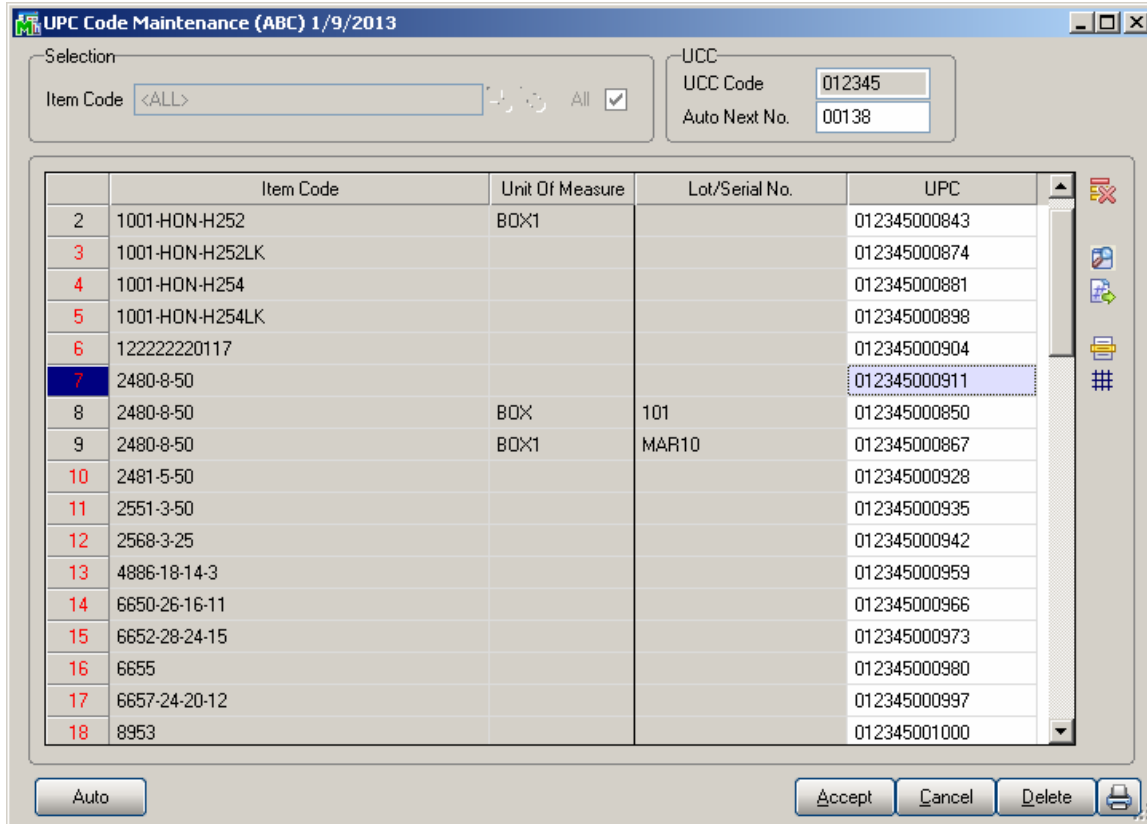 UPC Code Maintenance (ABC) 1/9/2013
Selection
Item Code <ALL> All
UCC
UCC Code 012345
Auto Next No. 00138
Item Code Unit Of Measure Lot/Serial No. UPC
2 1001-HON-H252 BOX1 012345000843
3 1001-HON-H252LK 012345000874
4 1001-HON-H254 012345000881
5 1001-HON-H254LK 012345000898
6 122222220117 012345000904
7 2480-8-50 012345000911
8 2480-8-50 BOX 101 012345000850
9 2480-8-50 BOX1 MAR10 012345000867
10 2481-5-50 012345000928
11 2551-3-50 012345000935
12 2568-3-25 012345000942
13 4886-18-14-3 012345000959
14 6650-26-16-11 012345000966
15 6652-28-24-15 012345000973
16 6655 012345000980
17 6657-24-20-12 012345000997
18 8953 012345001000
Auto Accept Cancel Delete